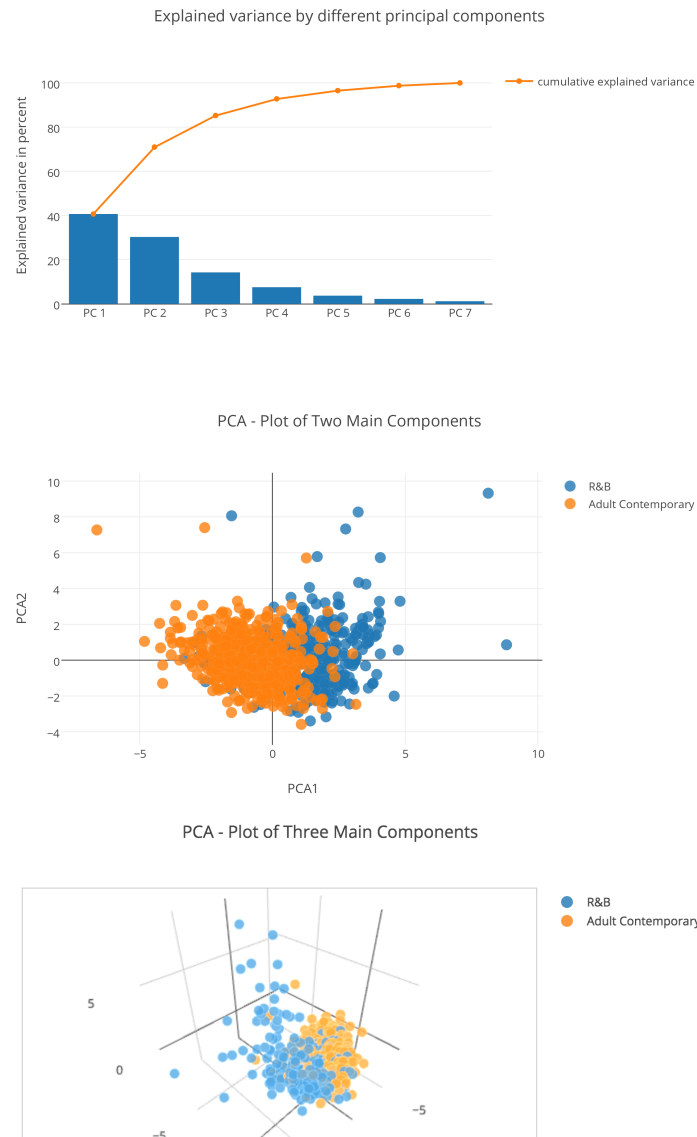 Explained variance by different principal components
100
80
60
40
20
0
Explained variance in percent
cumulative explained variance
PC 1 PC 2 PC 3 PC 4 PC 5 PC 6 PC 7
PCA - Plot of Two Main Components
10
8
6
4
2
0
−2
−4
PCA2
R&B
Adult Contemporary
−5 0 5 10
PCA1
PCA - Plot of Three Main Components
R&B
Adult Contemporary
5
0
−5
−5